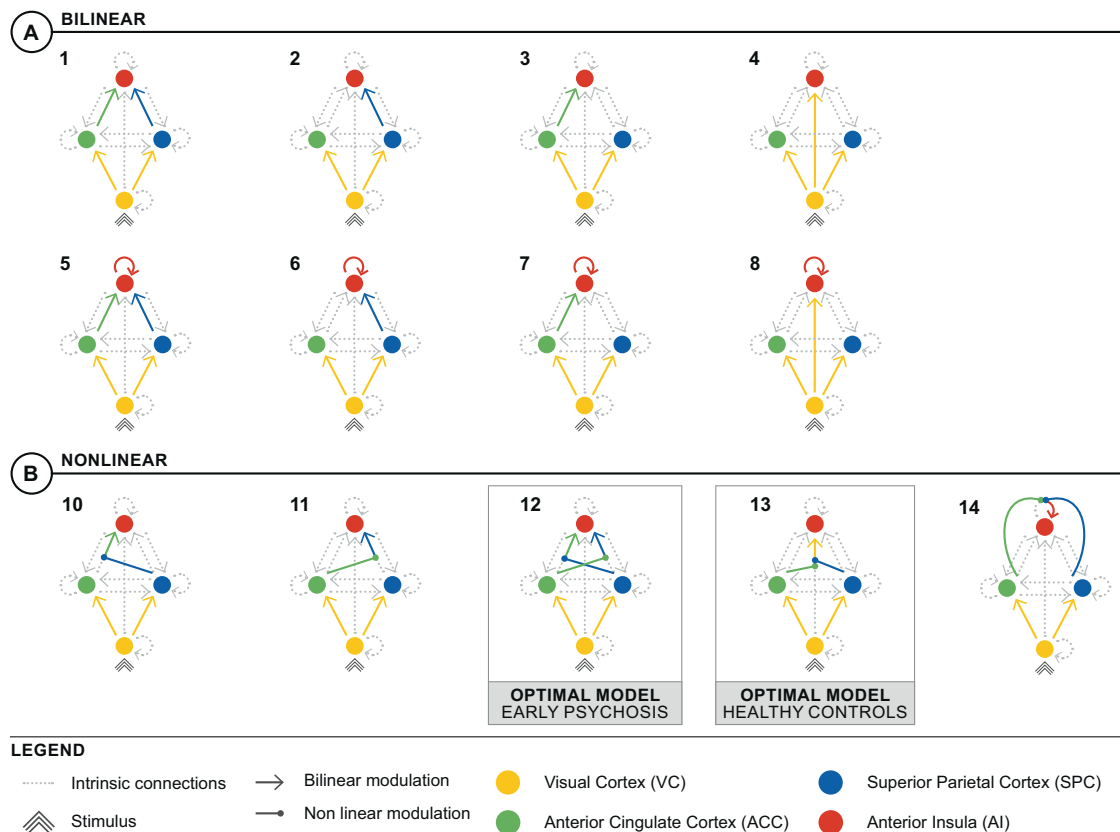 A BILINEAR
1 2 3 4
5 6 7 8
B NONLINEAR
10 11 12 13 14
OPTIMAL MODEL
EARLY PSYCHOSIS
OPTIMAL MODEL
HEALTHY CONTROLS
LEGEND
Intrinsic connections
Bilinear modulation
Visual Cortex (VC)
Superior Parietal Cortex (SPC)
Stimulus
Non linear modulation
Anterior Cingulate Cortex (ACC)
Anterior Insula (AI)